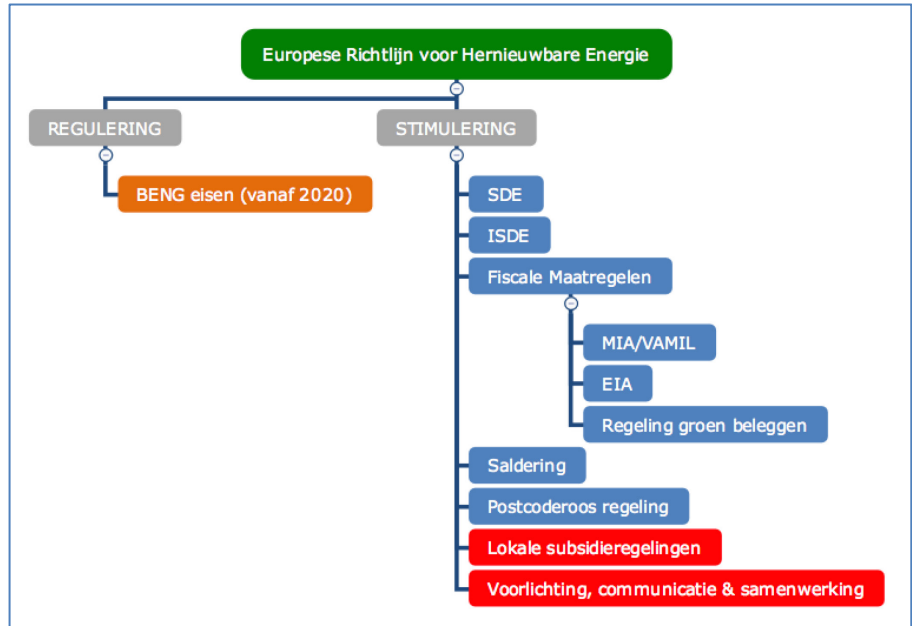 Europese Richtlijn voor Hernieuwbare Energie
REGULERING
STIMULERING
BENG eisen (vanaf 2020)
SDE
ISDE
Fiscale Maatregelen
MIA/VAMIL
EIA
Regeling groen beleggen
Saldering
Postcoderoos regeling
Lokale subsidieregelingen
Voorlichting, communicatie & samenwerking